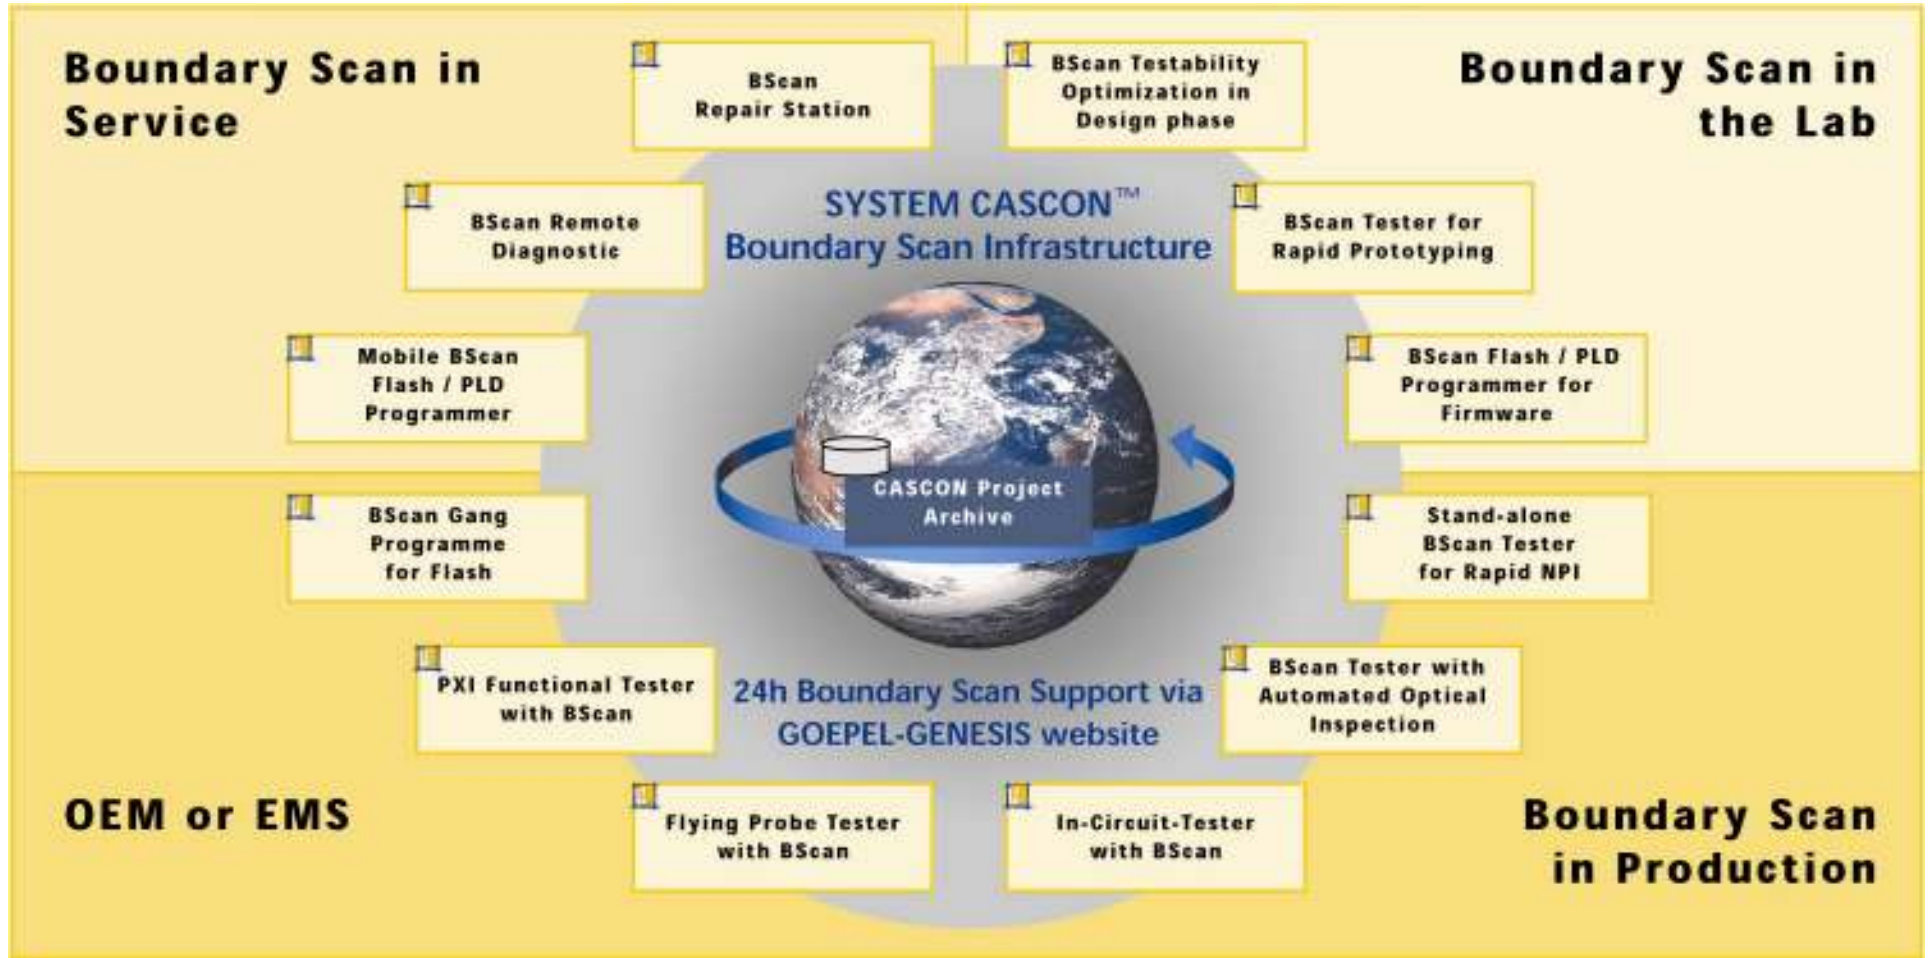 Boundary Scan in
Service
BScan
Repair Station
BScan Testability
Optimization in
Design phase
Boundary Scan in
the Lab
BScan Remote
Diagnostic
SYSTEM CASCON™
Boundary Scan Infrastructure
BScan Tester for
Rapid Prototyping
Mobile BScan
Flash / PLD
Programmer
BScan Flash / PLD
Programmer for
Firmware
CASCON Project
Archive
BScan Gang
Programme
for Flash
Stand-alone
BScan Tester
for Rapid NPI
PXI Functional Tester
with BScan
24h Boundary Scan Support via
GOEPEL-GENESIS website
BScan Tester with
Automated Optical
Inspection
OEM or EMS
Flying Probe Tester
with BScan
In-Circuit-Tester
with BScan
Boundary Scan
in Production